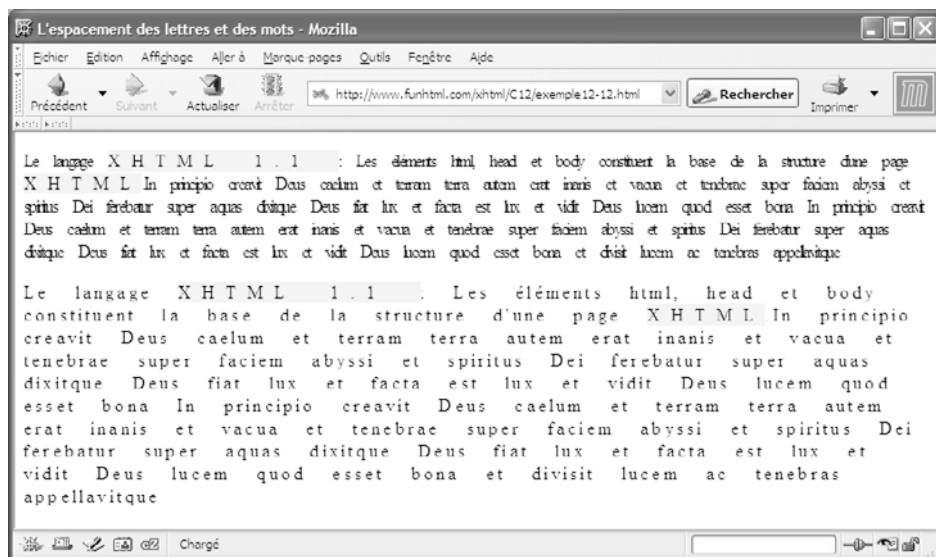 L'espacement des lettres et des mots - Mozilla
Fichier Edition Affichage Aller à Marque-pages Outils Fenêtre Aide
http://www.funhtml.com/xhtml/C12/exemple12-12.html Rechercher
Précédent Suivant Actualiser Arrêter Imprimer
Le langage XHTML 1.1 : Les éléments html, head et body constituent la base de la structure d'une page
XHTML In principio creavit Deus caelum et terram terra autem erat inanis et vacua et tenebrae super faciem abyssi et
spiritus Dei ferebatur super aquas dixitque Deus fiat lux et facta est lux et vidit Deus lucem quod esset bona In principio creavit
Deus caelum et terram terra autem erat inanis et vacua et tenebrae super faciem abyssi et spiritus Dei ferebatur super aquas
dixitque Deus fiat lux et facta est lux et vidit Deus lucem quod esset bona et divisit lucem ac tenebras appellavitque
Le langage XHTML 1.1 : Les éléments html, head et body
constituent la base de la structure d'une page XHTML In principio
creavit Deus caelum et terram terra autem erat inanis et vacua et
tenebrae super faciem abyssi et spiritus Dei ferebatur super aquas
dixitque Deus fiat lux et facta est lux et vidit Deus lucem quod
esset bona In principio creavit Deus caelum et terram terra autem
erat inanis et vacua et tenebrae super faciem abyssi et spiritus Dei
ferebatur super aquas dixitque Deus fiat lux et facta est lux et
vidit Deus lucem quod esset bona et divisit lucem ac tenebras
appellavitque
Chargé